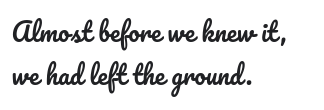 Almost before we knew it,
we had left the ground.